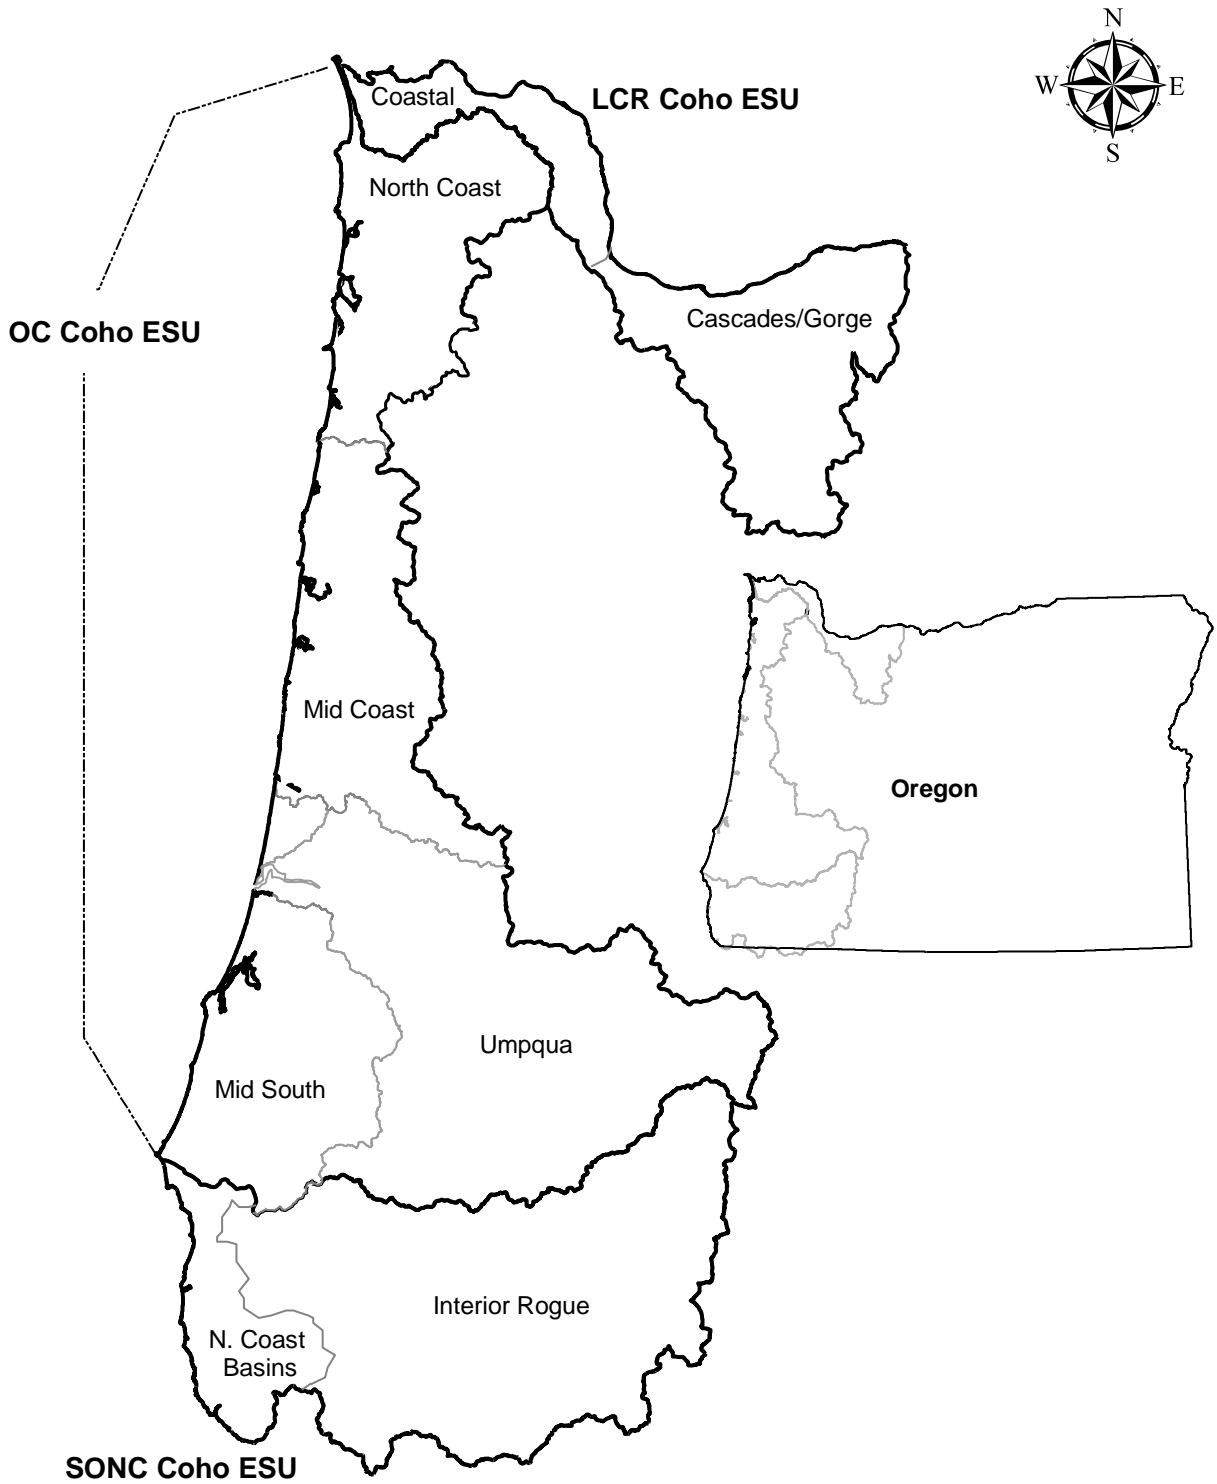 N
W
E
S
Coastal
LCR Coho ESU
North Coast
OC Coho ESU
Cascades/Gorge
Mid Coast
Oregon
Umpqua
Mid South
Interior Rogue
N. Coast
Basins
SONC Coho ESU